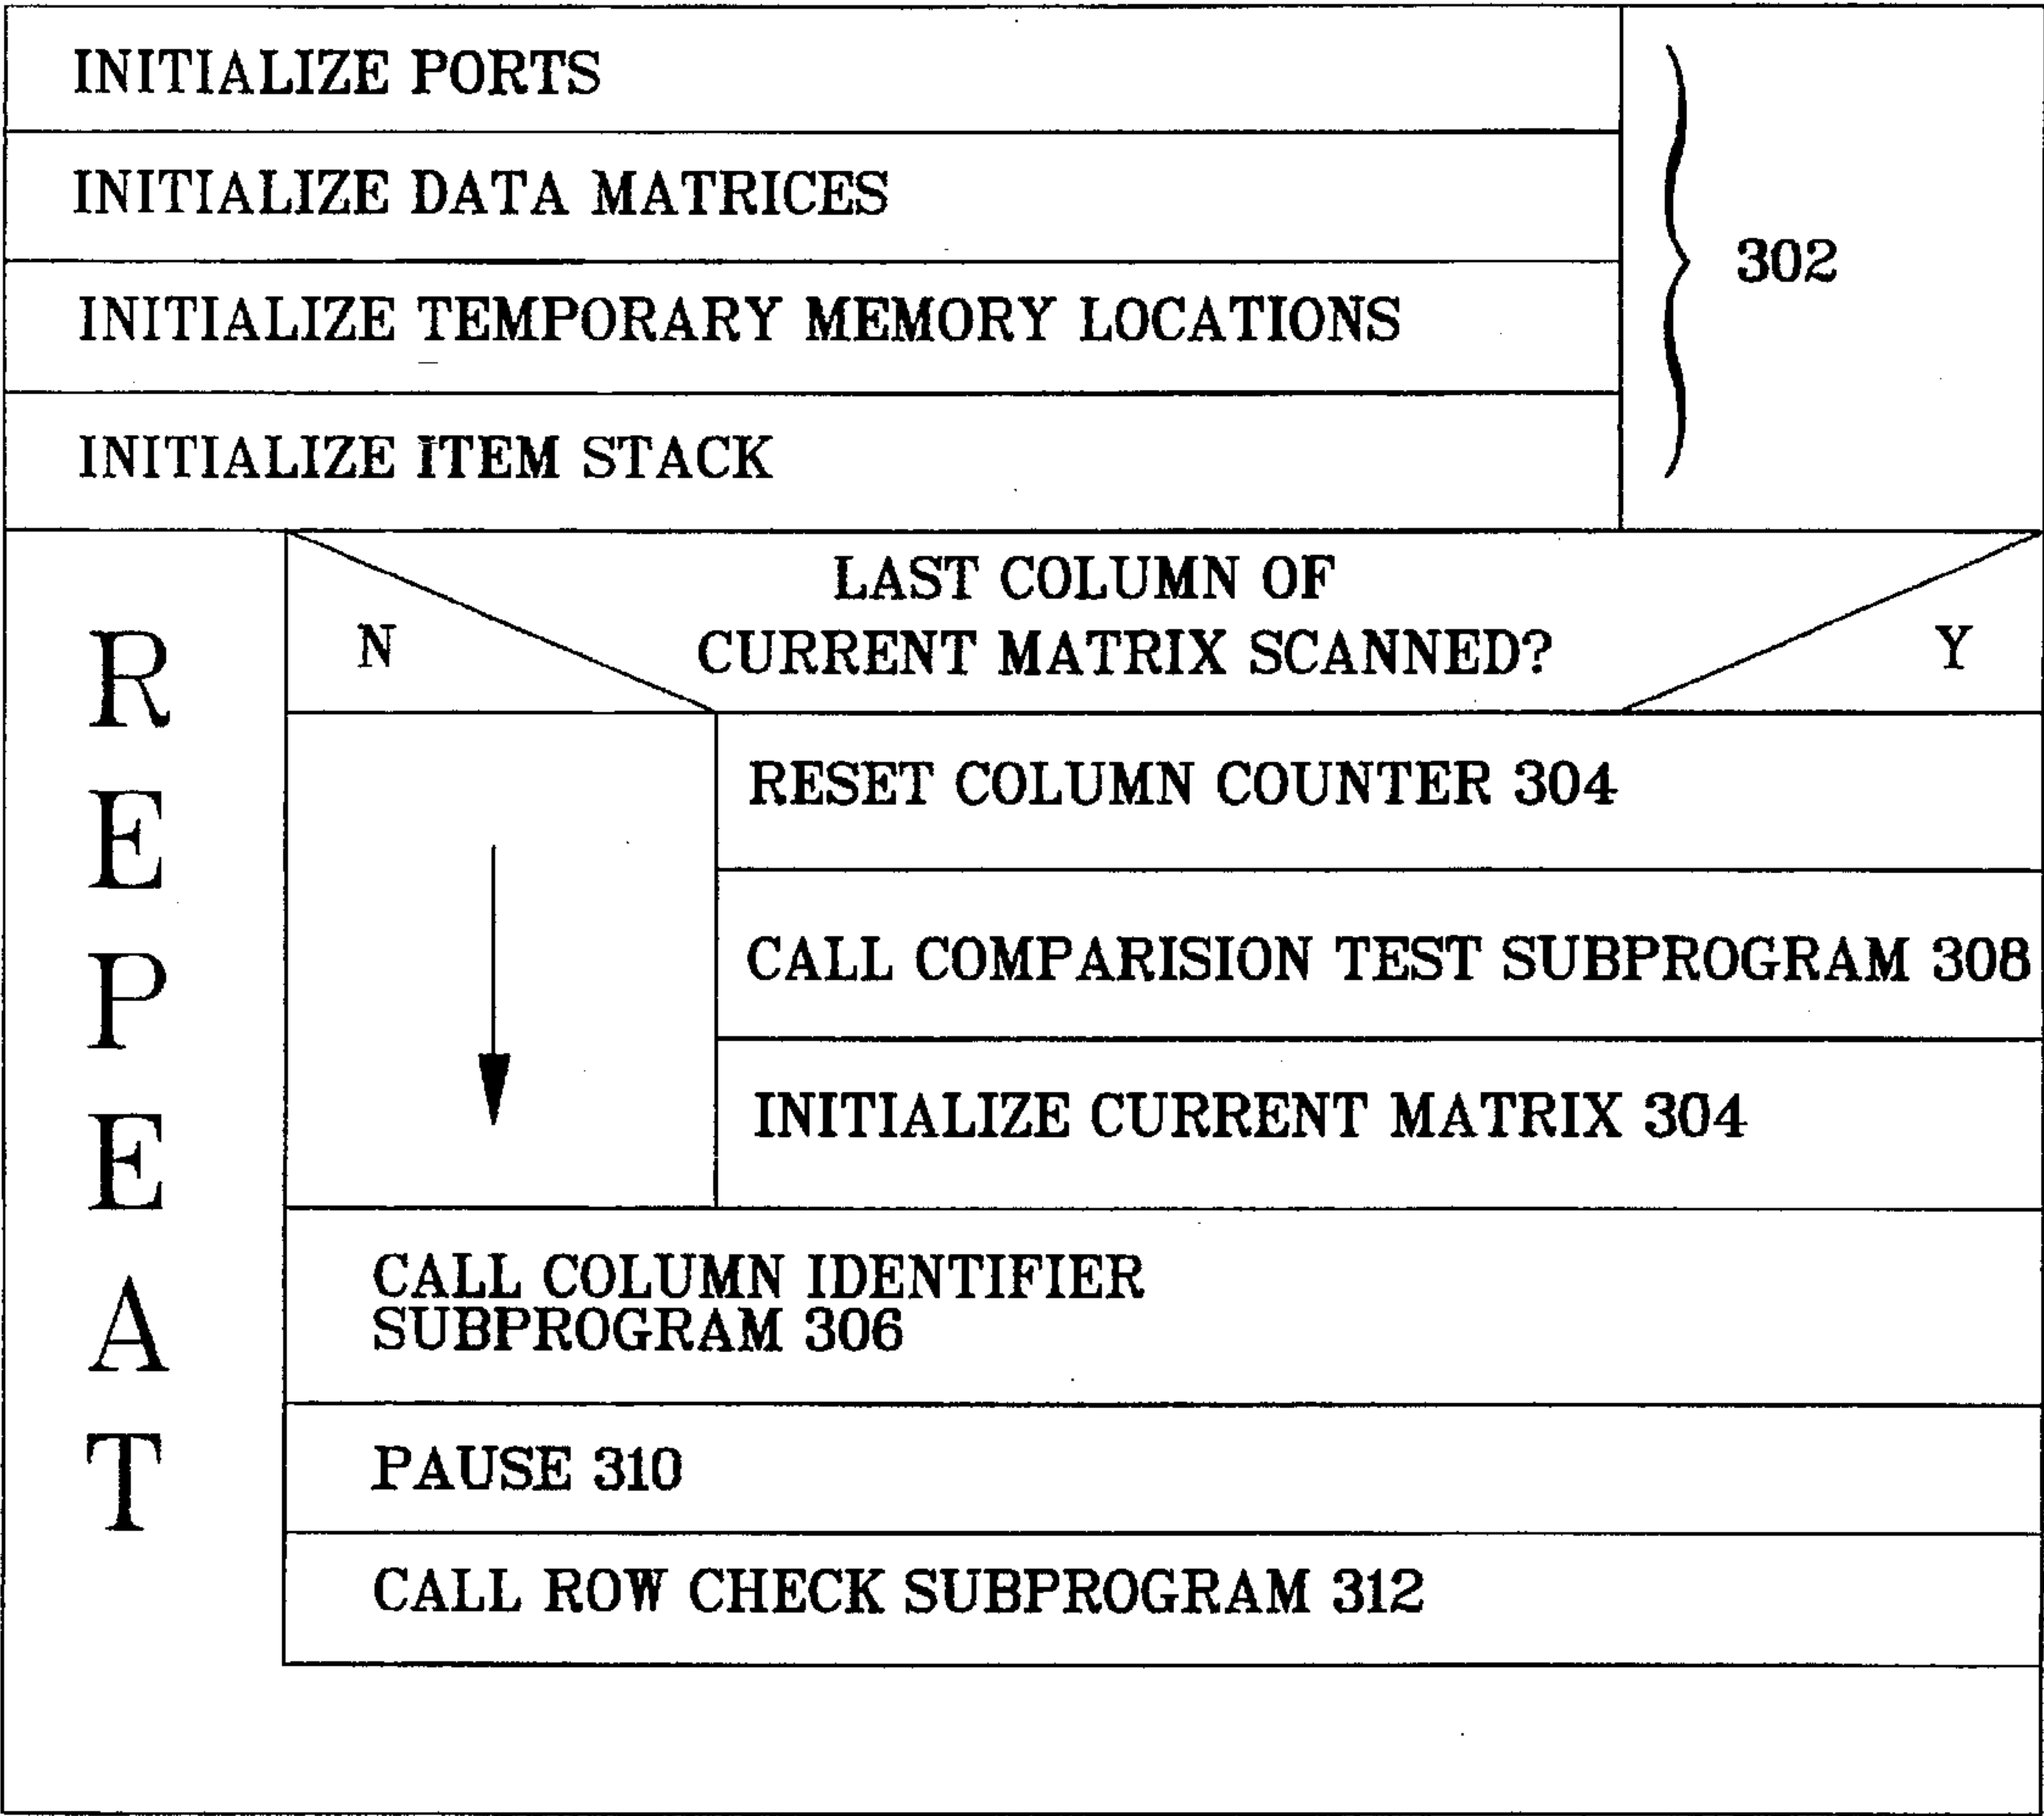 INITIALIZE PORTS
INITIALIZE DATA MATRICES
INITIALIZE TEMPORARY MEMORY LOCATIONS
INITIALIZE ITEM STACK
302
REPEAT
LAST COLUMN OF
CURRENT MATRIX SCANNED?
N
Y
RESET COLUMN COUNTER 304
CALL COMPARISION TEST SUBPROGRAM 308
INITIALIZE CURRENT MATRIX 304
CALL COLUMN IDENTIFIER
SUBPROGRAM 306
PAUSE 310
CALL ROW CHECK SUBPROGRAM 312